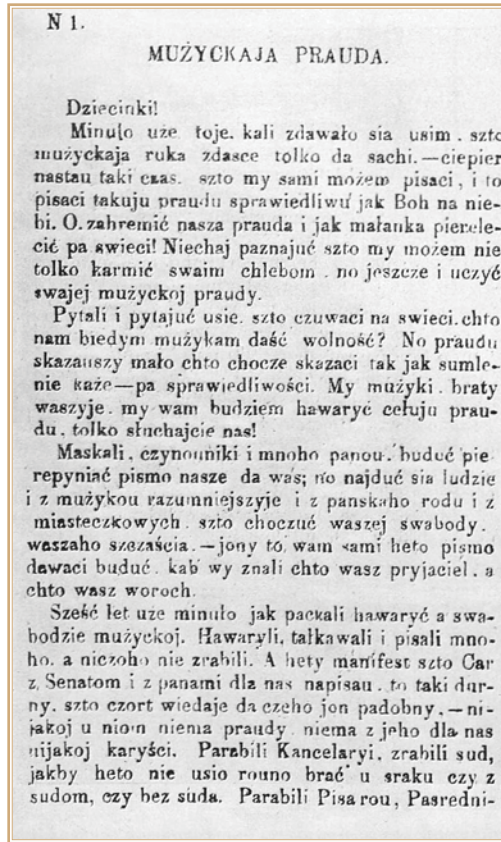 N 1.
MUŻYCKAJA PRAUDA.
Dziecinki!
Minuło uże toje. kali zdawało sia usim. szto
mużyckaja ruka zdasce tolko da sachi.—ciepier
nastau taki czas. szto my sami możem pisaci, i to
pisaci takuju praudu sprawiedliwu jak Boh na nie-
bi. O. zahremić nasza prauda i jak małanka pierele-
cić pa swieci! Niechaj paznajuć szto my możem nie
tolko karmić swaim chlebom. no jeszcze i uczyć
swajej mużyckoj praudy.
Pytali i pytajuć usie. szto czuwaci na swieci. chto
nam biedym mużykam daść wolność? No praudu
skazauszy mało chto chocze skazaci tak jak sumle-
nie każe—pa sprawiedliwości. My mużyki. braty
waszyje. my wam budziem hawaryć cełuju prau-
du. tolko słuchajcie nas!
Maskali. czynouniki i mnoho panou. buduć pie
repyniać pismo nasze da was; no najduć sia ludzie
i z mużykou razumniejszyje i z panskaho rodu i z
miasteczkowych. szto choczuć waszej swabody.
waszaho szczaścia.—jony to wam sami heto pismo
dawaci buduć. kab wy znali chto wasz pryjaciel. a
chto wasz woroch.
Sześć let uże minuło jak paczali hawaryć a swa-
bodzie mużyckoj. Hawaryli, tałkawali i pisali mno-
ho. a niczoho nie zrabili. A hety manifest szto Car
z, Senatom i z panami dla nas napisau. to taki dur-
ny. szto czort wiedaje da czeho jon padobny.—ni-
jakoj u niom niema praudy. niema z jeho dla nas
nijakoj karyści. Parabili Kancelaryi, zrabili sud,
jakby heto nie usio rouno brać u sraku czy z
sudom, czy bez suda. Parabili Pisarou, Pasredni-